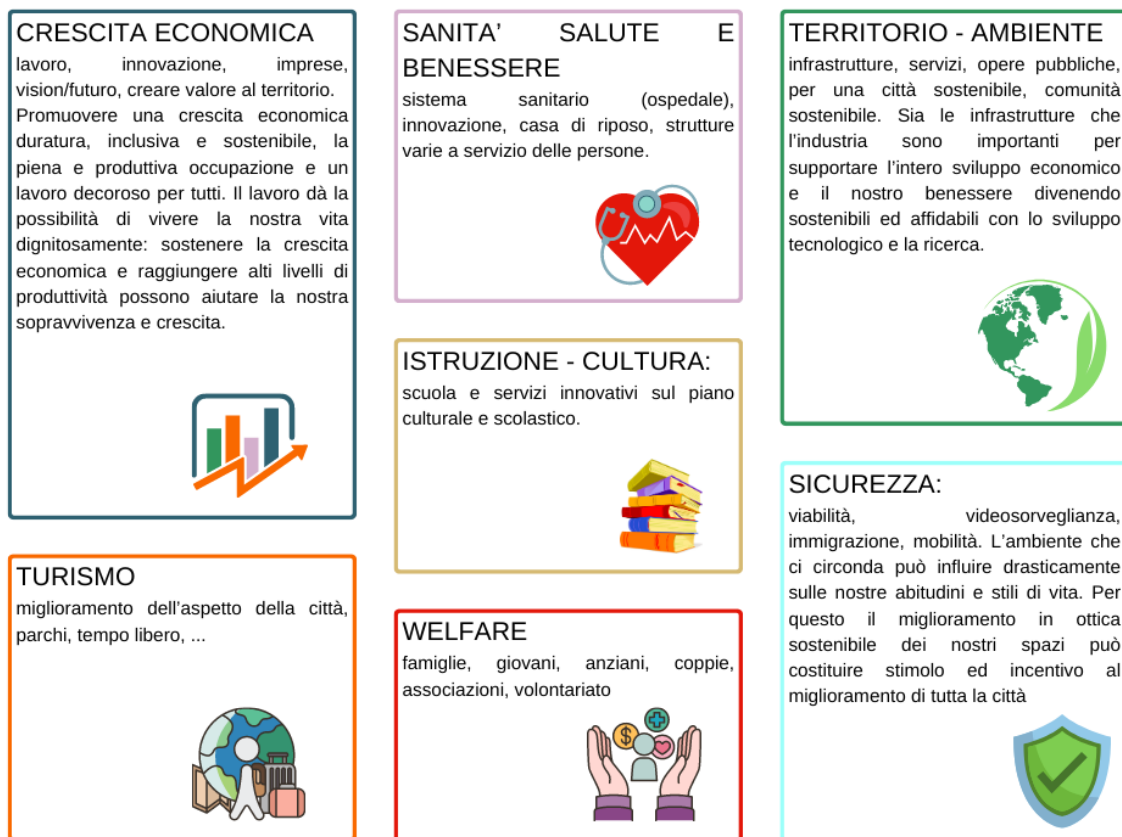 CRESCITA ECONOMICA
lavoro, innovazione, imprese,
vision/futuro, creare valore al territorio.
Promuovere una crescita economica
duratura, inclusiva e sostenibile, la
piena e produttiva occupazione e un
lavoro decoroso per tutti. Il lavoro dà la
possibilità di vivere la nostra vita
dignitosamente: sostenere la crescita
economica e raggiungere alti livelli di
produttività possono aiutare la nostra
sopravvivenza e crescita.
TURISMO
miglioramento dell'aspetto della città,
parchi, tempo libero, ...
SANITA' SALUTE E
BENESSERE
sistema sanitario (ospedale),
innovazione, casa di riposo, strutture
varie a servizio delle persone.
ISTRUZIONE - CULTURA:
scuola e servizi innovativi sul piano
culturale e scolastico.
WELFARE
famiglie, giovani, anziani, coppie,
associazioni, volontariato
$
TERRITORIO - AMBIENTE
infrastrutture, servizi, opere pubbliche,
per una città sostenibile, comunità
sostenibile. Sia le infrastrutture che
l'industria sono importanti per
supportare l'intero sviluppo economico
e il nostro benessere divenendo
sostenibili ed affidabili con lo sviluppo
tecnologico e la ricerca.
SICUREZZA:
viabilità, videosorveglianza,
immigrazione, mobilità. L'ambiente che
ci circonda può influire drasticamente
sulle nostre abitudini e stili di vita. Per
questo il miglioramento in ottica
sostenibile dei nostri spazi può
costituire stimolo ed incentivo al
miglioramento di tutta la città